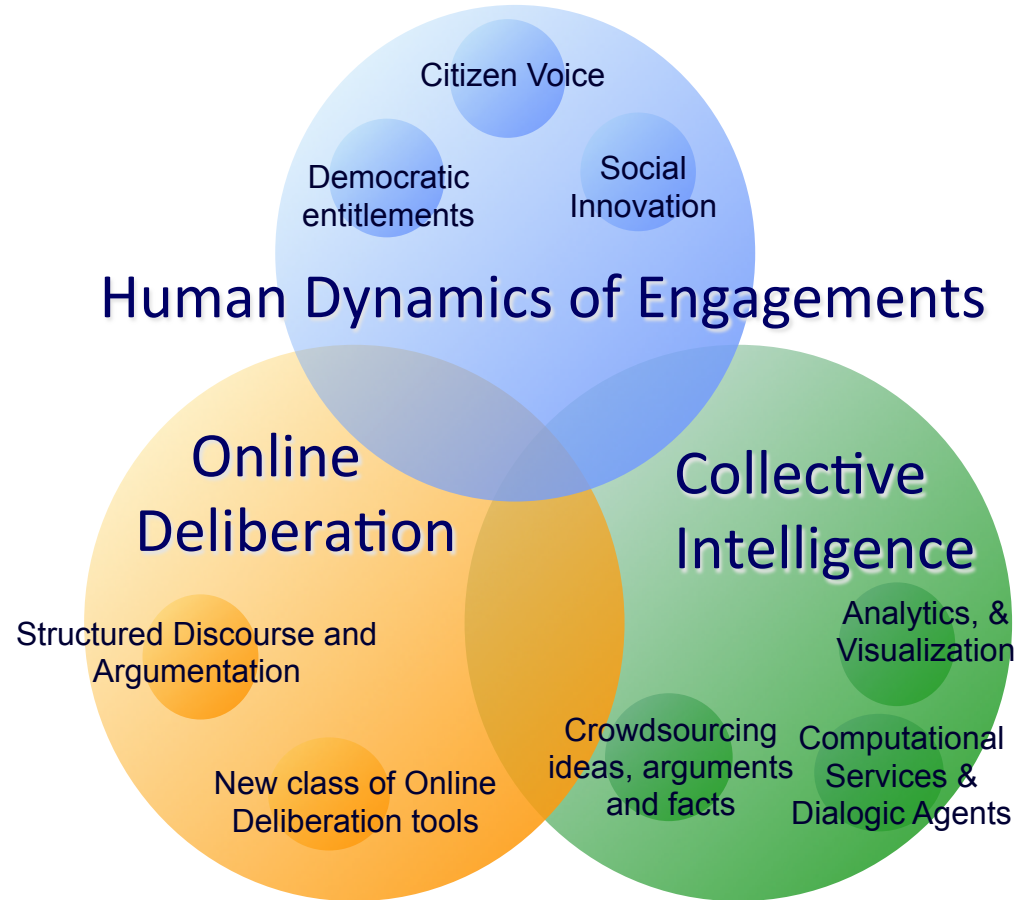 Citizen Voice
Democratic
entitlements
Social
Innovation
Human Dynamics of Engagements
Online
Deliberation
Collective
Intelligence
Structured Discourse and
Argumentation
New class of Online
Deliberation tools
Analytics, &
Visualization
Crowdsourcing
ideas, arguments
and facts
Computational
Services &
Dialogic Agents